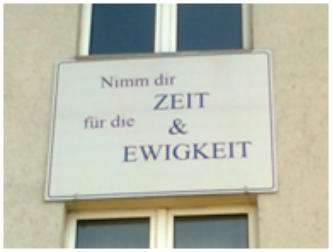 Nimm dir
ZEIT
für die
&
EWIGKEIT